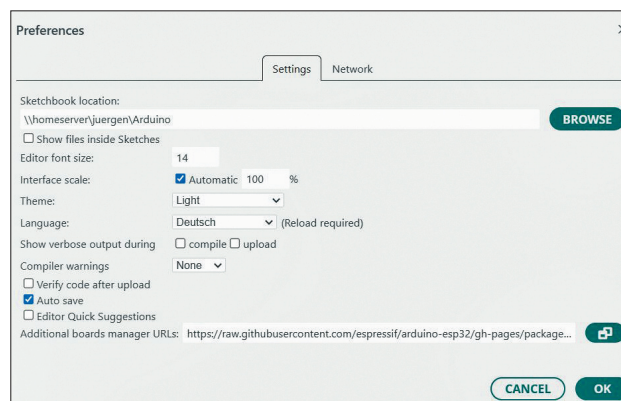 Preferences
Settings Network
Sketchbook location:
\\homeserver\juergen\Arduino BROWSE
Show files inside Sketches
Editor font size: 14
Interface scale: Automatic 100 %
Theme: Light
Language: Deutsch (Reload required)
Show verbose output during compile upload
Compiler warnings None
Verify code after upload
Auto save
Editor Quick Suggestions
Additional boards manager URLs: https://raw.githubusercontent.com/espressif/arduino-esp32/gh-pages/package...
CANCEL OK